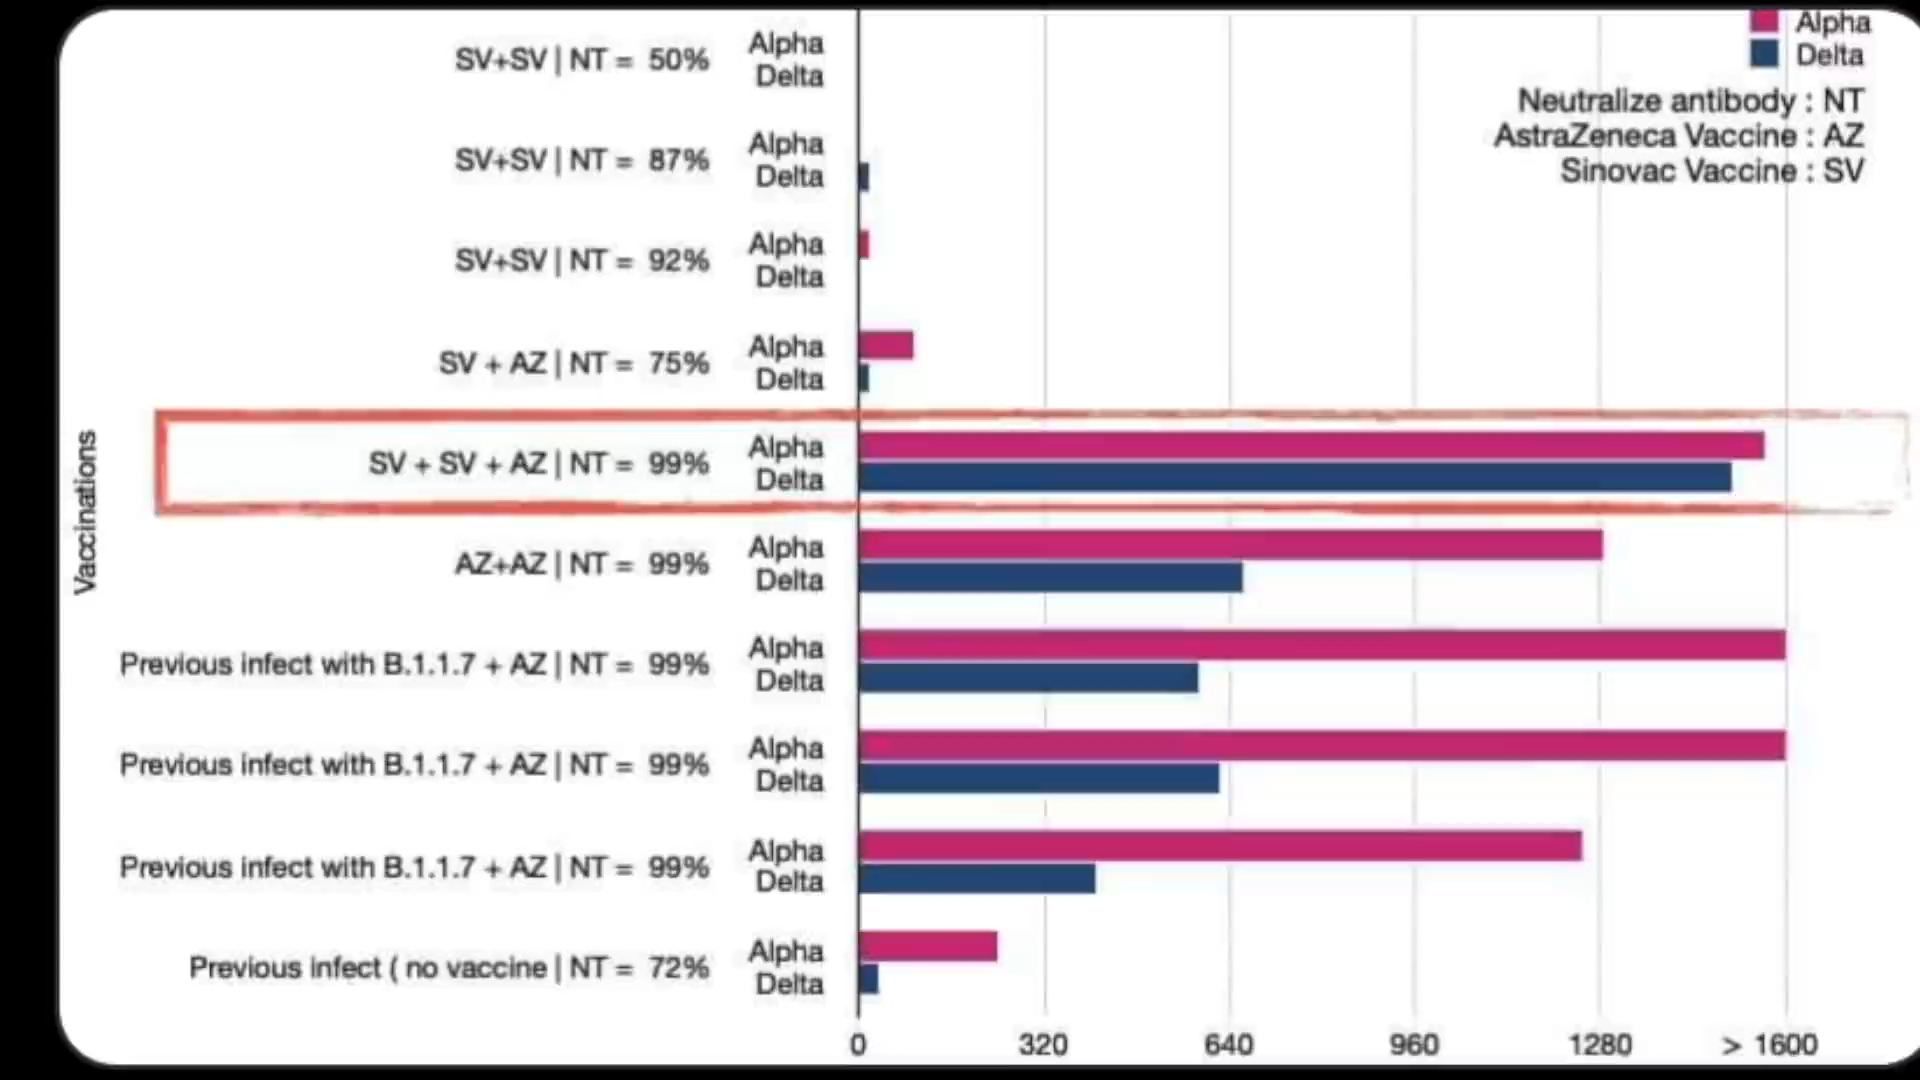 Alpha
Delta
Neutralize antibody : NT
AstraZeneca Vaccine : AZ
Sinovac Vaccine : SV
Vaccinations
SV+SV | NT = 50% Alpha
Delta
SV+SV | NT = 87% Alpha
Delta
SV+SV | NT = 92% Alpha
Delta
SV + AZ | NT = 75% Alpha
Delta
SV + SV + AZ | NT = 99% Alpha
Delta
AZ+AZ | NT = 99% Alpha
Delta
Previous infect with B.1.1.7 + AZ | NT = 99% Alpha
Delta
Previous infect with B.1.1.7 + AZ | NT = 99% Alpha
Delta
Previous infect with B.1.1.7 + AZ | NT = 99% Alpha
Delta
Previous infect ( no vaccine | NT = 72% Alpha
Delta
0 320 640 960 1280 > 1600